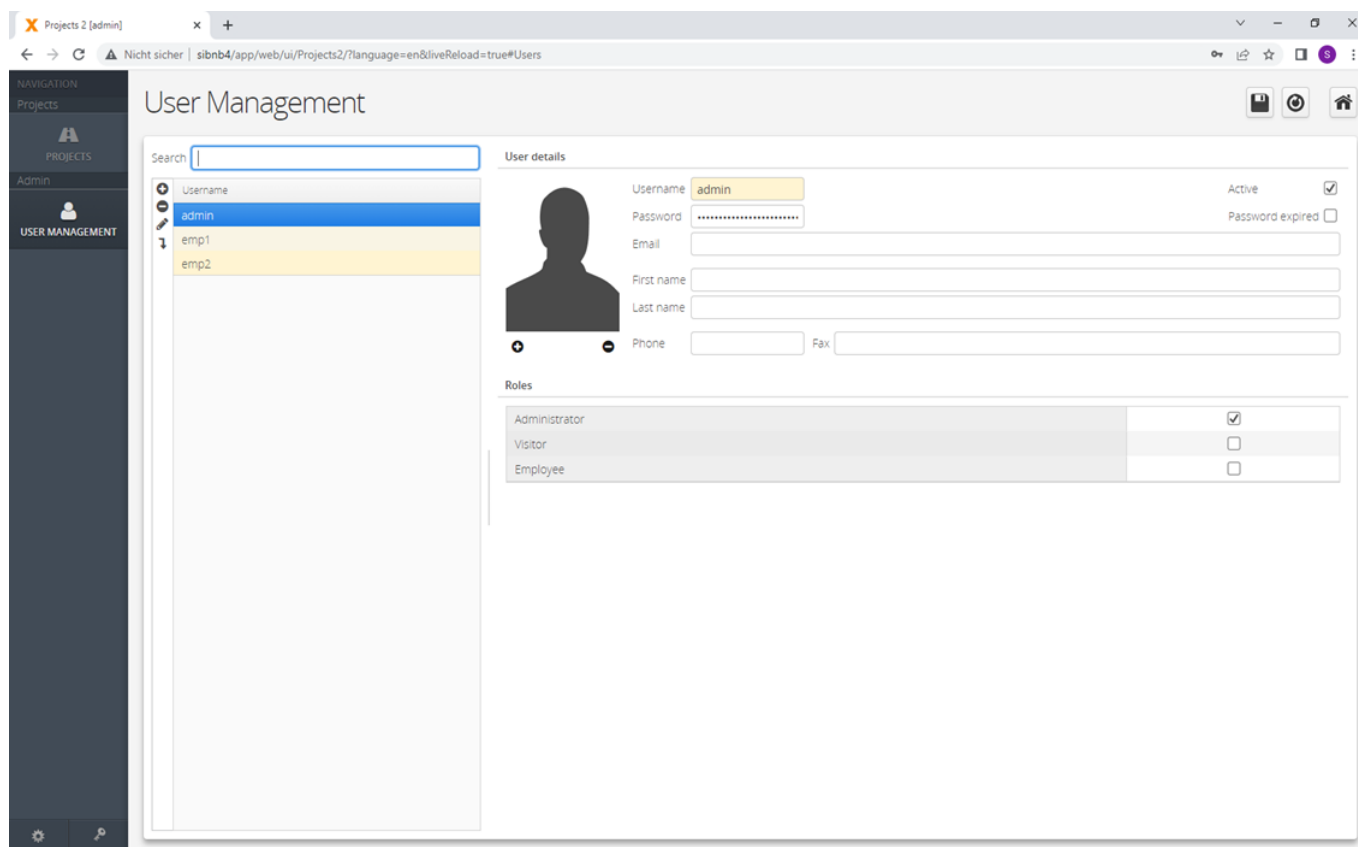 Projects 2 [admin]
Nicht sicher | sibnb4/app/web/ui/Projects2/?language=en&liveReload=true#Users
S
NAVIGATION
Projects
PROJECTS
Admin
USER MANAGEMENT
User Management
Search
Username
admin
emp1
emp2
User details
Username admin
Active
Password ••••••••••••••••••••••••
Password expired
Email
First name
Last name
Phone
Fax
Roles
Administrator
Visitor
Employee